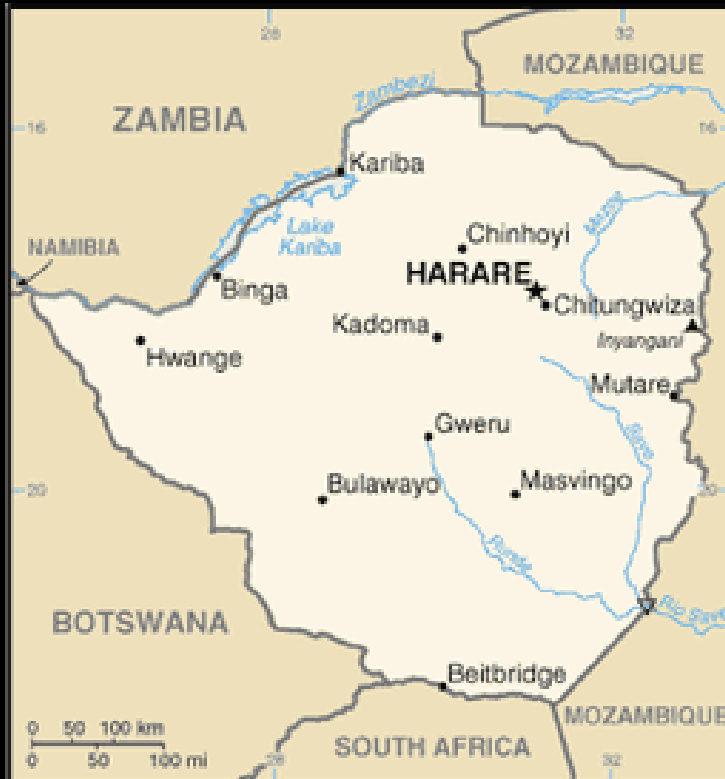 28
32
MOZAMBIQUE
Zambezi
ZAMBIA
16
16
Kariba
Lake
Kariba
Mazoy
Chinhoyi
NAMIBIA
HARARE
Binga
Chitungwiza
Kadoma
Inyangani
Hwange
Mutare
Gweru
Save
Bulawayo
Masvingo
20
20
Runde
Rio Save
BOTSWANA
Beitbridge
MOZAMBIQUE
0 50 100 km
0 50 100 mi
SOUTH AFRICA
28
32